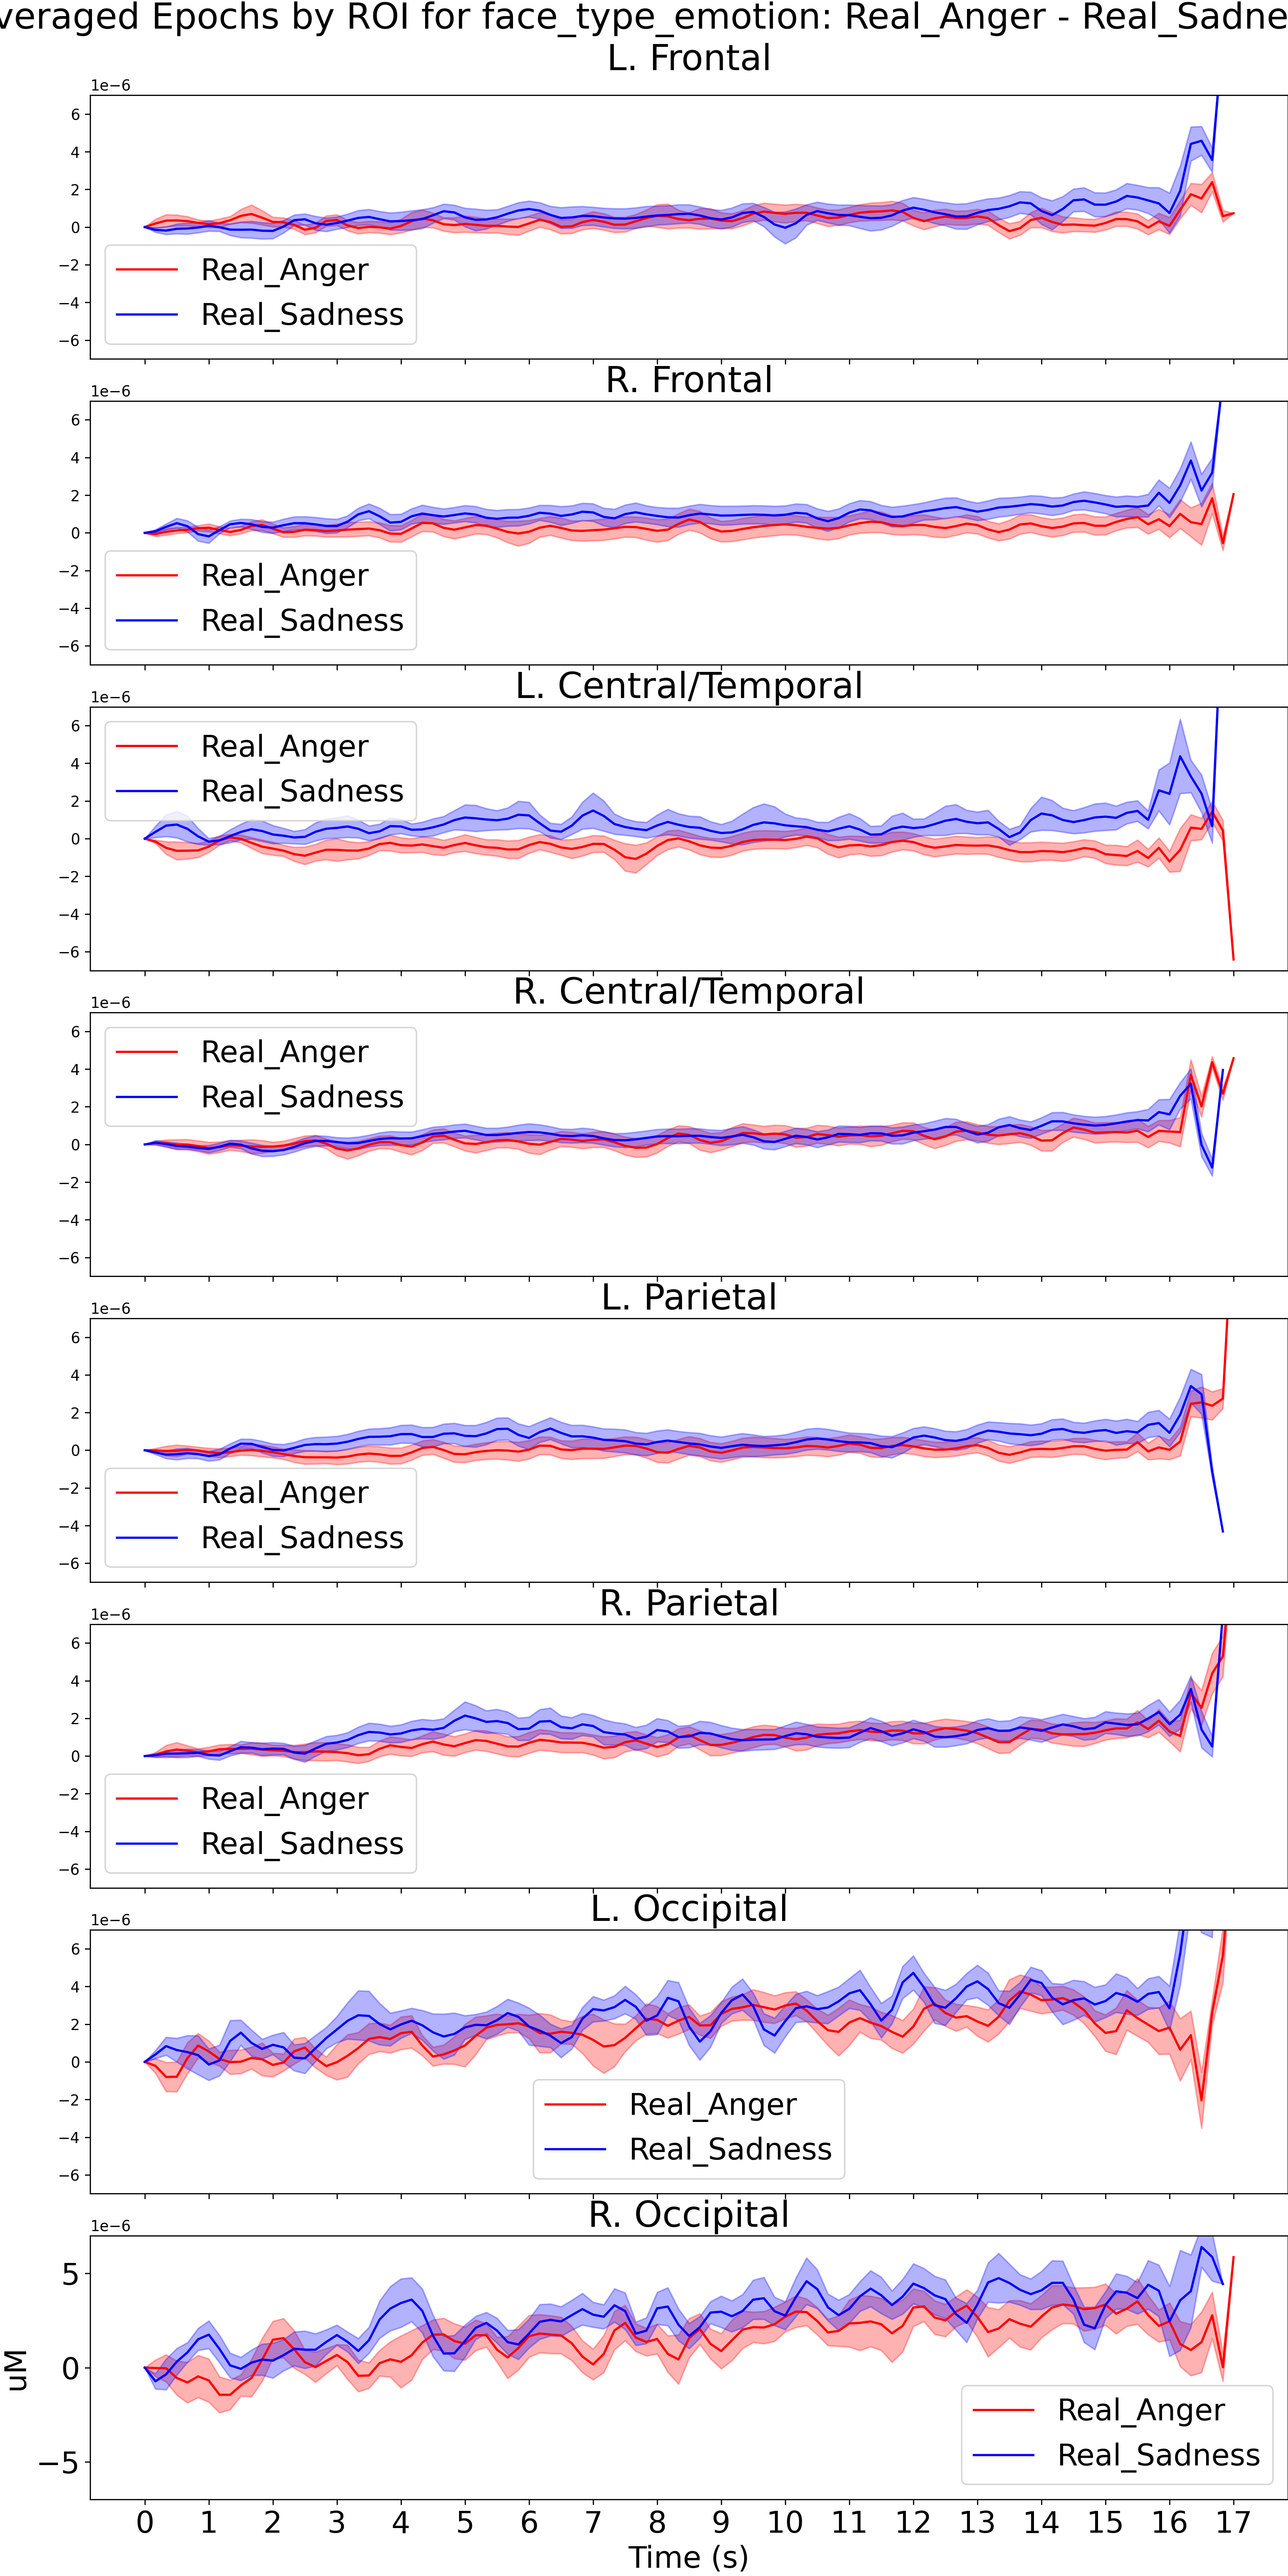 veraged Epochs by ROI for face_type_emotion: Real_Anger - Real_Sadne
L. Frontal
1e−6
6
4
2
0
−2
−4
−6
Real_Anger
Real_Sadness
R. Frontal
1e−6
6
4
2
0
−2
−4
−6
Real_Anger
Real_Sadness
L. Central/Temporal
1e−6
6
4
2
0
−2
−4
−6
Real_Anger
Real_Sadness
R. Central/Temporal
1e−6
6
4
2
0
−2
−4
−6
Real_Anger
Real_Sadness
L. Parietal
1e−6
6
4
2
0
−2
−4
−6
Real_Anger
Real_Sadness
R. Parietal
1e−6
6
4
2
0
−2
−4
−6
Real_Anger
Real_Sadness
L. Occipital
1e−6
6
4
2
0
−2
−4
−6
Real_Anger
Real_Sadness
R. Occipital
1e−6
5
0
−5
uM
Real_Anger
Real_Sadness
0 1 2 3 4 5 6 7 8 9 10 11 12 13 14 15 16 17
Time (s)